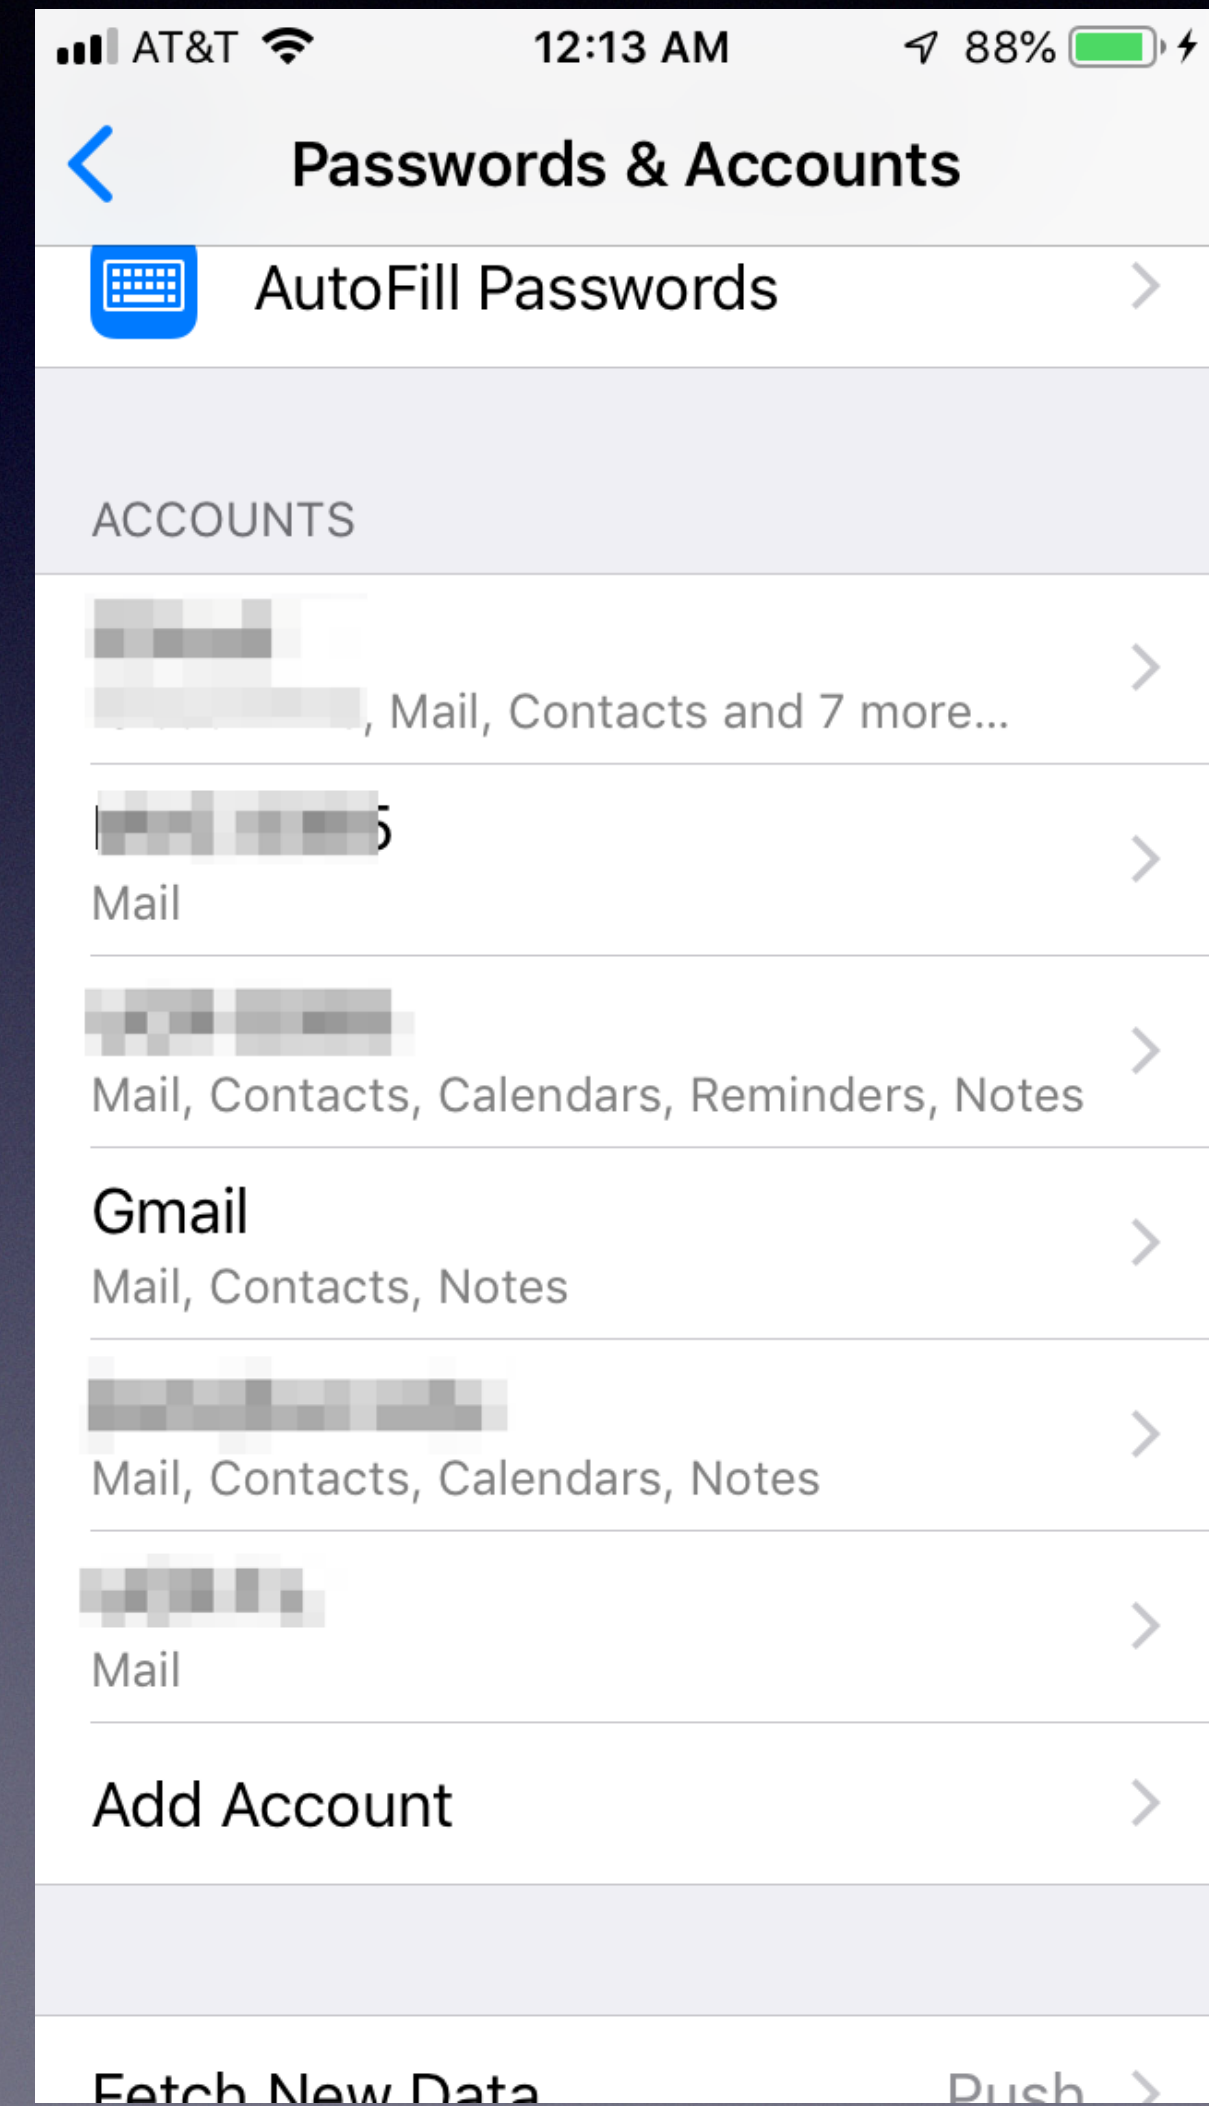 AT&T 12:13 AM 88%
Passwords & Accounts
AutoFill Passwords
ACCOUNTS
, Mail, Contacts and 7 more...
5
Mail
Mail, Contacts, Calendars, Reminders, Notes
Gmail
Mail, Contacts, Notes
Mail, Contacts, Calendars, Notes
Mail
Add Account
Fetch New Data Push